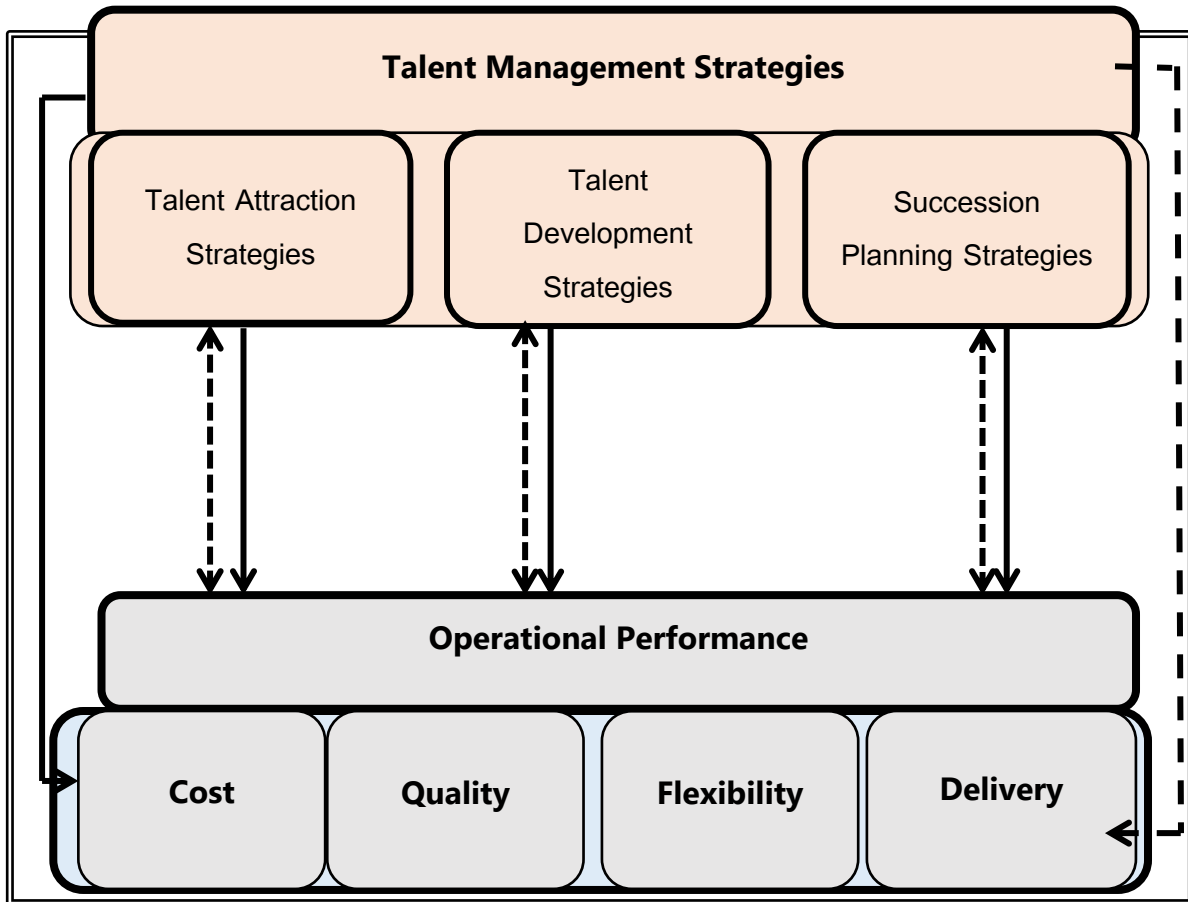 Talent Management Strategies
Talent Attraction
Strategies
Talent
Development
Strategies
Succession
Planning Strategies
Operational Performance
Cost
Quality
Flexibility
Delivery